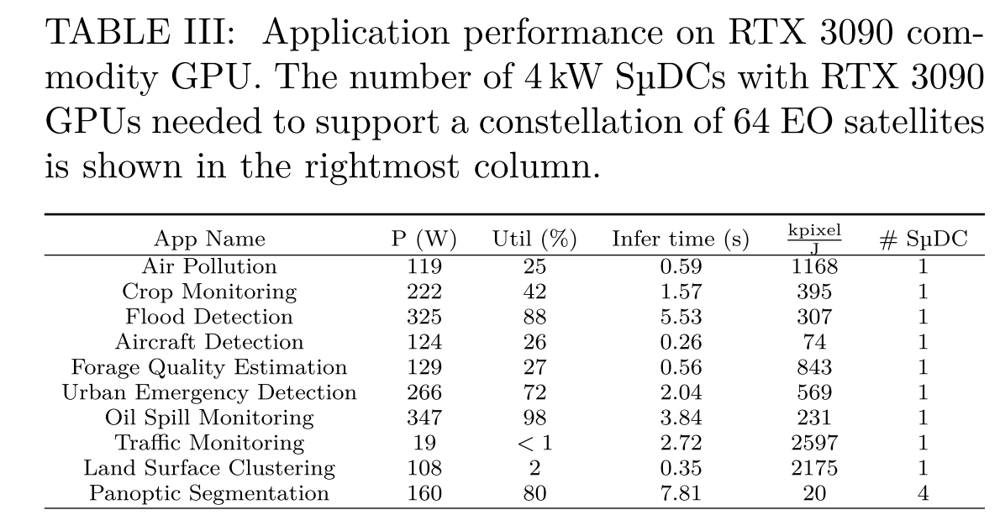 TABLE III: Application performance on RTX 3090 com-
modity GPU. The number of 4 kW SµDCs with RTX 3090
GPUs needed to support a constellation of 64 EO satellites
is shown in the rightmost column.
App Name P (W) Util (%) Infer time (s) kpixel/J # SµDC
Air Pollution 119 25 0.59 1168 1
Crop Monitoring 222 42 1.57 395 1
Flood Detection 325 88 5.53 307 1
Aircraft Detection 124 26 0.26 74 1
Forage Quality Estimation 129 27 0.56 843 1
Urban Emergency Detection 266 72 2.04 569 1
Oil Spill Monitoring 347 98 3.84 231 1
Traffic Monitoring 19 < 1 2.72 2597 1
Land Surface Clustering 108 2 0.35 2175 1
Panoptic Segmentation 160 80 7.81 20 4